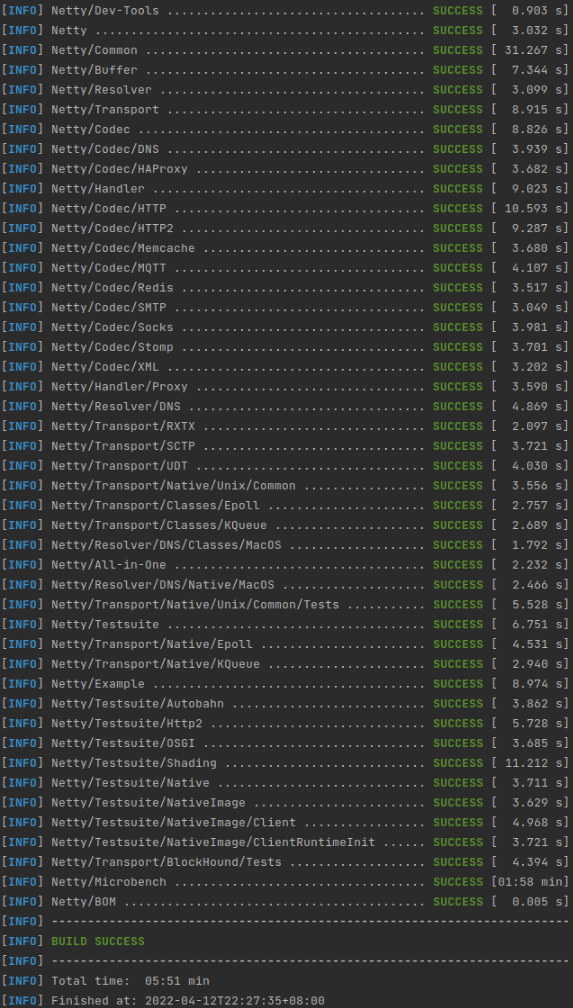 [INFO] Netty/Dev-Tools .................................... SUCCESS [  0.903 s]
[INFO] Netty .............................................. SUCCESS [  3.032 s]
[INFO] Netty/Common ....................................... SUCCESS [ 31.267 s]
[INFO] Netty/Buffer ....................................... SUCCESS [  7.344 s]
[INFO] Netty/Resolver ..................................... SUCCESS [  3.099 s]
[INFO] Netty/Transport .................................... SUCCESS [  8.915 s]
[INFO] Netty/Codec ........................................ SUCCESS [  8.826 s]
[INFO] Netty/Codec/DNS .................................... SUCCESS [  3.939 s]
[INFO] Netty/Codec/HAProxy ................................ SUCCESS [  3.682 s]
[INFO] Netty/Handler ...................................... SUCCESS [  9.023 s]
[INFO] Netty/Codec/HTTP ................................... SUCCESS [ 10.593 s]
[INFO] Netty/Codec/HTTP2 .................................. SUCCESS [  9.287 s]
[INFO] Netty/Codec/Memcache ............................... SUCCESS [  3.680 s]
[INFO] Netty/Codec/MQTT ................................... SUCCESS [  4.107 s]
[INFO] Netty/Codec/Redis .................................. SUCCESS [  3.517 s]
[INFO] Netty/Codec/SMTP ................................... SUCCESS [  3.049 s]
[INFO] Netty/Codec/Socks .................................. SUCCESS [  3.981 s]
[INFO] Netty/Codec/Stomp .................................. SUCCESS [  3.701 s]
[INFO] Netty/Codec/XML .................................... SUCCESS [  3.202 s]
[INFO] Netty/Handler/Proxy ................................ SUCCESS [  3.590 s]
[INFO] Netty/Resolver/DNS ................................. SUCCESS [  4.869 s]
[INFO] Netty/Transport/RXTX ............................... SUCCESS [  2.097 s]
[INFO] Netty/Transport/SCTP ............................... SUCCESS [  3.721 s]
[INFO] Netty/Transport/UDT ................................ SUCCESS [  4.030 s]
[INFO] Netty/Transport/Native/Unix/Common ................. SUCCESS [  3.556 s]
[INFO] Netty/Transport/Classes/Epoll ...................... SUCCESS [  2.757 s]
[INFO] Netty/Transport/Classes/KQueue ..................... SUCCESS [  2.689 s]
[INFO] Netty/Resolver/DNS/Classes/MacOS ................... SUCCESS [  1.792 s]
[INFO] Netty/All-in-One ................................... SUCCESS [  2.232 s]
[INFO] Netty/Resolver/DNS/Native/MacOS .................... SUCCESS [  2.466 s]
[INFO] Netty/Transport/Native/Unix/Common/Tests ........... SUCCESS [  5.528 s]
[INFO] Netty/Testsuite .................................... SUCCESS [  6.751 s]
[INFO] Netty/Transport/Native/Epoll ....................... SUCCESS [  4.531 s]
[INFO] Netty/Transport/Native/KQueue ...................... SUCCESS [  2.940 s]
[INFO] Netty/Example ...................................... SUCCESS [  8.974 s]
[INFO] Netty/Testsuite/Autobahn ........................... SUCCESS [  3.862 s]
[INFO] Netty/Testsuite/Http2 .............................. SUCCESS [  5.728 s]
[INFO] Netty/Testsuite/OSGI ............................... SUCCESS [  3.685 s]
[INFO] Netty/Testsuite/Shading ............................ SUCCESS [ 11.212 s]
[INFO] Netty/Testsuite/Native ............................. SUCCESS [  3.711 s]
[INFO] Netty/Testsuite/NativeImage ........................ SUCCESS [  3.629 s]
[INFO] Netty/Testsuite/NativeImage/Client ................. SUCCESS [  4.968 s]
[INFO] Netty/Testsuite/NativeImage/ClientRuntimeInit ...... SUCCESS [  3.721 s]
[INFO] Netty/Transport/BlockHound/Tests ................... SUCCESS [  4.394 s]
[INFO] Netty/Microbench ................................... SUCCESS [01:58 min]
[INFO] Netty/BOM .......................................... SUCCESS [  0.005 s]
[INFO] ------------------------------------------------------------------------
[INFO] BUILD SUCCESS
[INFO] ------------------------------------------------------------------------
[INFO] Total time:  05:51 min
[INFO] Finished at: 2022-04-12T22:27:35+08:00